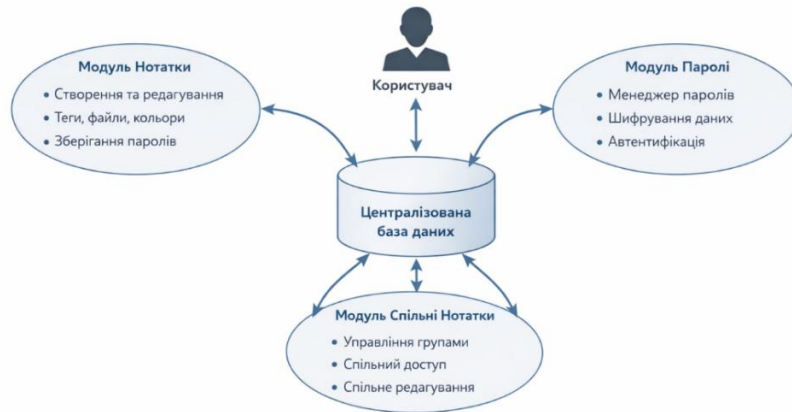 Користувач
Модуль Нотатки
• Створення та редагування
• Теги, файли, кольори
• Зберігання паролів
Модуль Паролі
• Менеджер паролів
• Шифрування даних
• Автентифікація
Централізована
база даних
Модуль Спільні Нотатки
• Управління групами
• Спільний доступ
• Спільне редагування